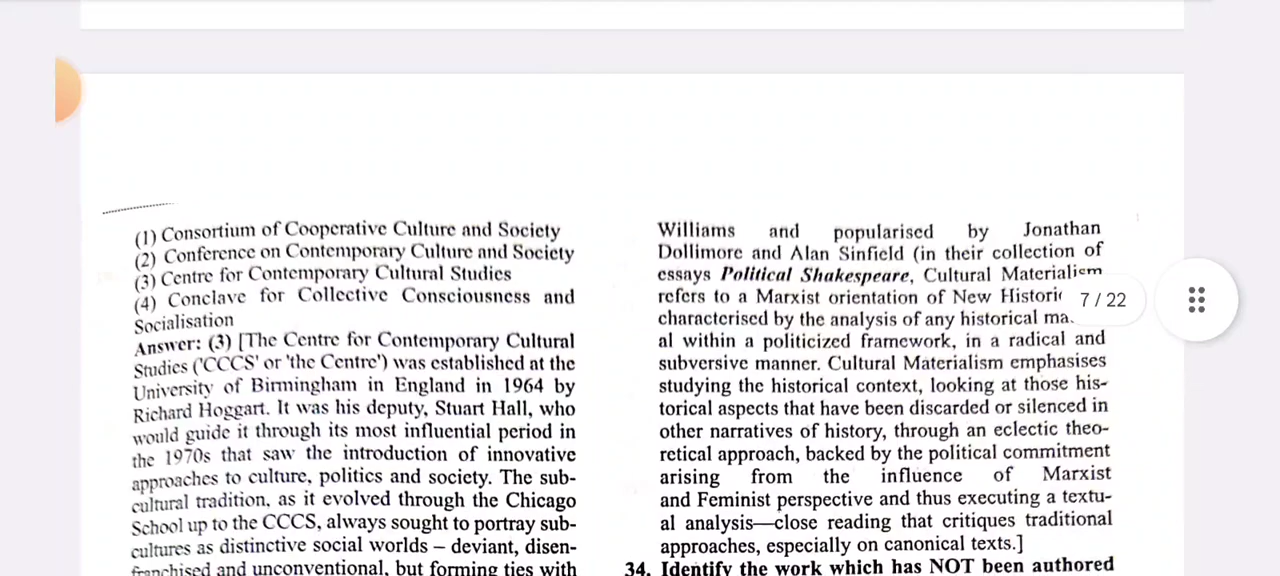 (1) Consortium of Cooperative Culture and Society
(2) Conference on Contemporary Culture and Society
(3) Centre for Contemporary Cultural Studies
(4) Conclave for Collective Consciousness and
Socialisation
Answer: (3) [The Centre for Contemporary Cultural
Studies ('CCCS' or 'the Centre') was established at the
University of Birmingham in England in 1964 by
Richard Hoggart. It was his deputy, Stuart Hall, who
would guide it through its most influential period in
the 1970s that saw the introduction of innovative
approaches to culture, politics and society. The sub-
cultural tradition, as it evolved through the Chicago
School up to the CCCS, always sought to portray sub-
cultures as distinctive social worlds – deviant, disen-
franchised and unconventional, but forming ties with
Williams and popularised by Jonathan
Dollimore and Alan Sinfield (in their collection of
essays Political Shakespeare, Cultural Materialism
refers to a Marxist orientation of New
characterised by the analysis of any historical
al within a politicized framework, in a radical and
subversive manner. Cultural Materialism emphasises
studying the historical context, looking at those his-
torical aspects that have been discarded or silenced in
other narratives of history, through an eclectic theo-
retical approach, backed by the political commitment
arising from the influence of Marxist
and Feminist perspective and thus executing a textu-
al analysis—close reading that critiques traditional
approaches, especially on canonical texts.]
34. Identify the work which has NOT been authored
7 / 22